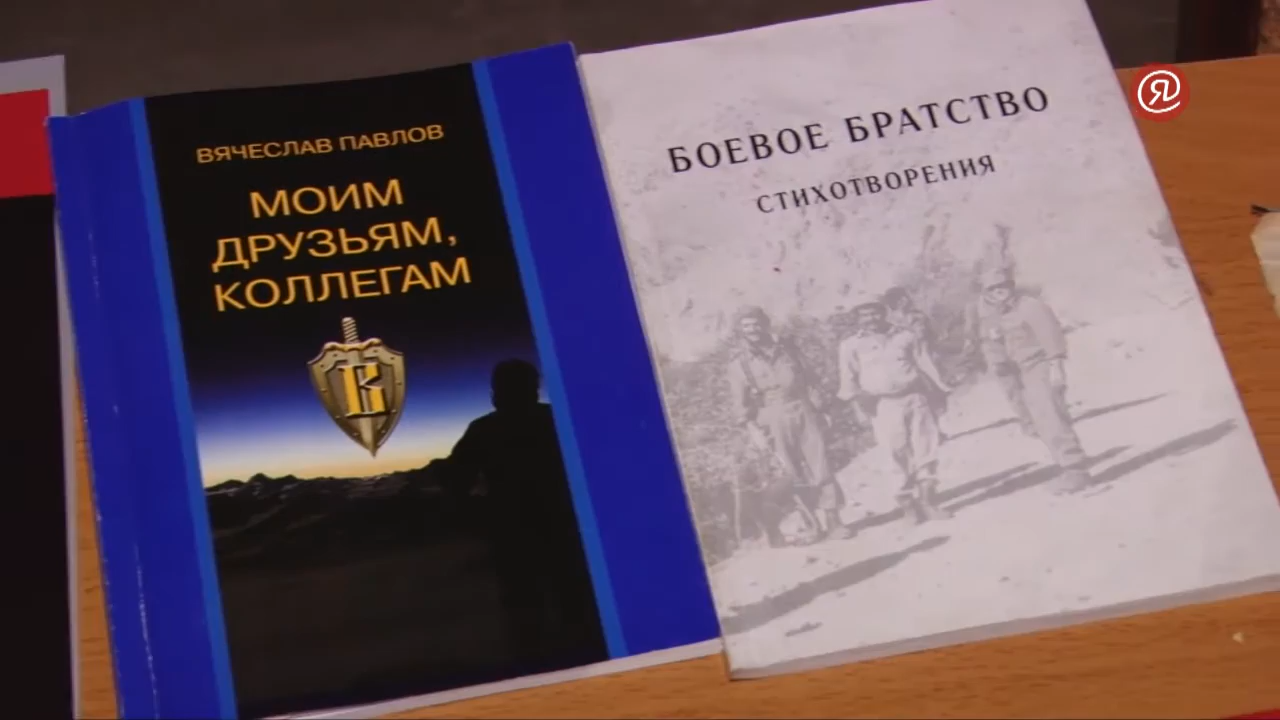 ВЯЧЕСЛАВ ПАВЛОВ
МОИМ
ДРУЗЬЯМ,
КОЛЛЕГАМ
В
БОЕВОЕ БРАТСТВО
СТИХОТВОРЕНИЯ
Я